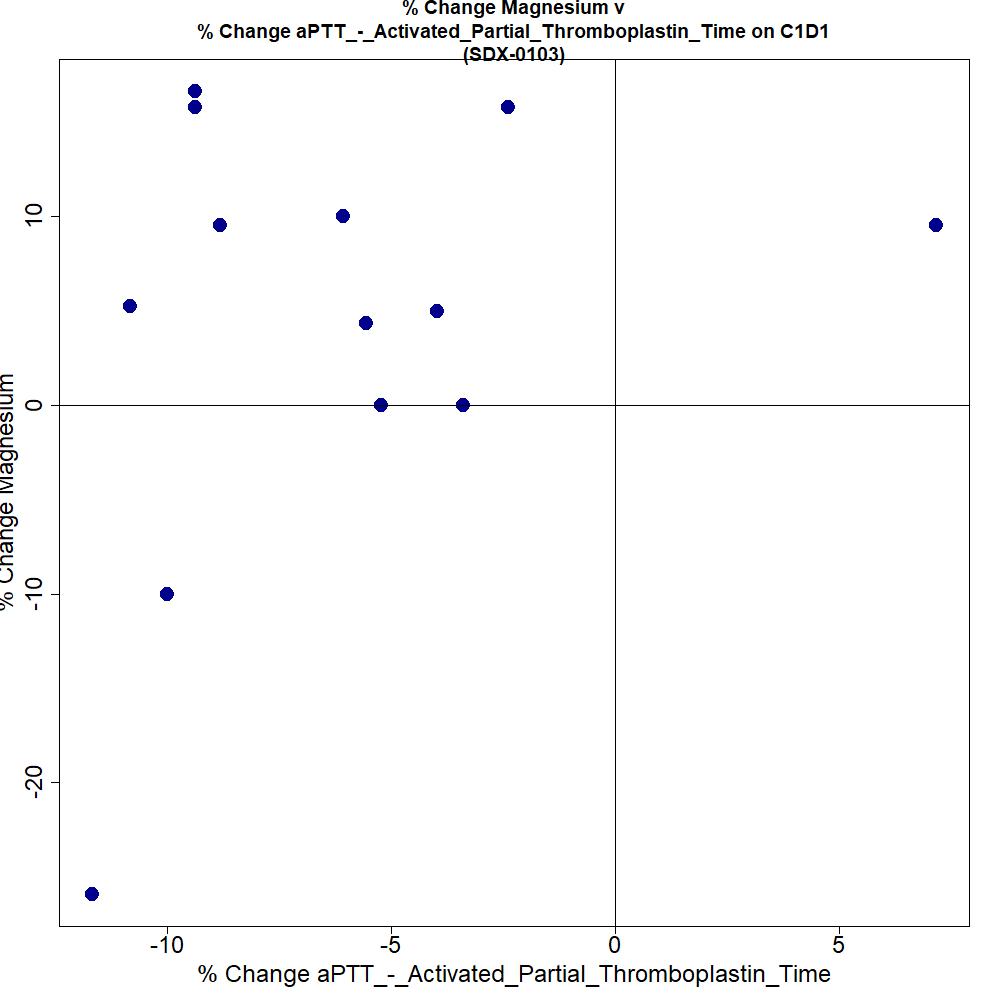 % Change Magnesium v
% Change aPTT_-_Activated_Partial_Thromboplastin_Time on C1D1
(SDX-0103)
% Change Magnesium
10
0
-10
-20
-10
-5
0
5
% Change aPTT_-_Activated_Partial_Thromboplastin_Time